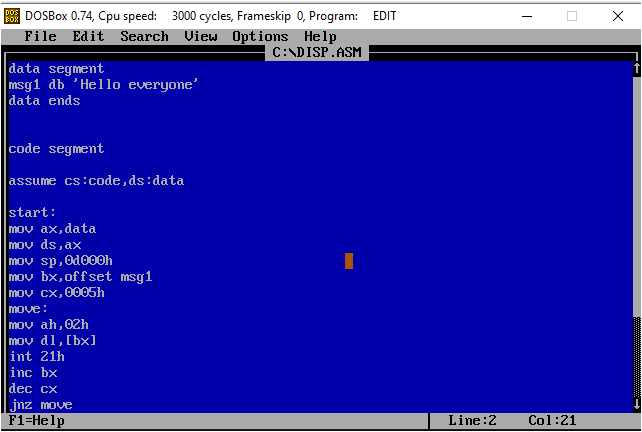 DOSBox 0.74, Cpu speed: 3000 cycles, Frameskip 0, Program: EDIT
File Edit Search View Options Help
C:\DISP.ASM
data segment
msg1 db 'Hello everyone'
data ends
code segment
assume cs:code,ds:data
start:
mov ax,data
mov ds,ax
mov sp,0d000h
mov bx,offset msg1
mov cx,0005h
move:
mov ah,02h
mov dl,[bx]
int 21h
inc bx
dec cx
jnz move
F1=Help Line:2 Col:21